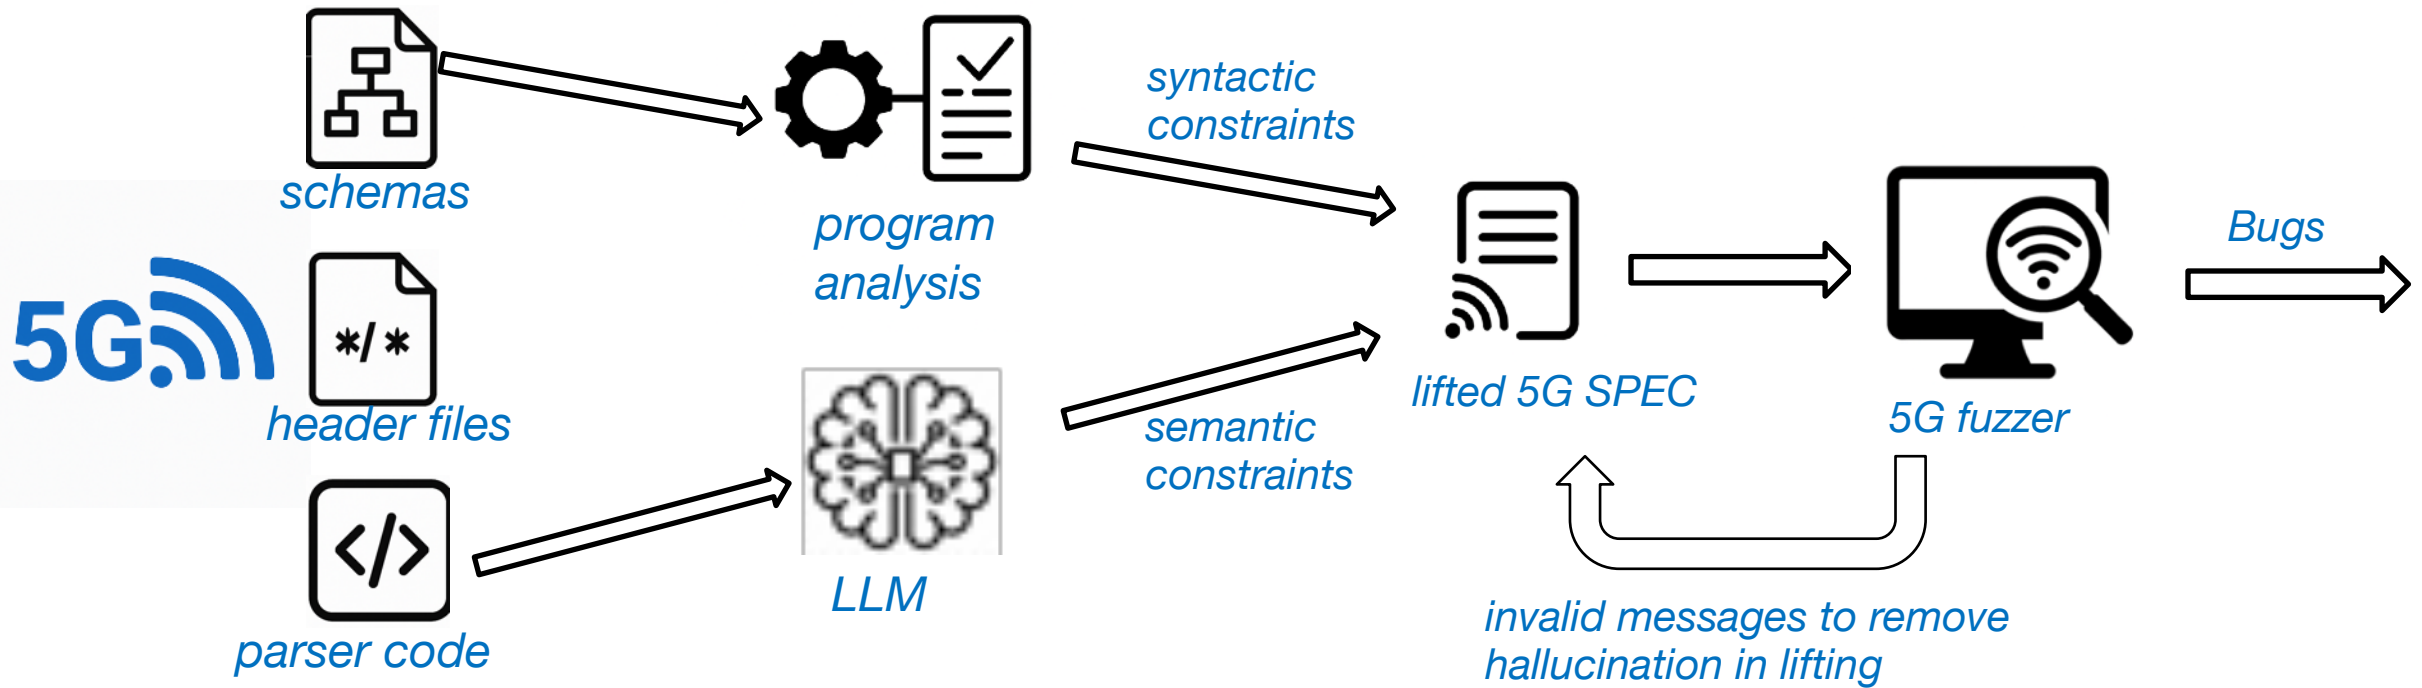 5G
schemas
*/*
header files
</>
parser code
program
analysis
LLM
syntactic
constraints
semantic
constraints
lifted 5G SPEC
5G fuzzer
Bugs
invalid messages to remove
hallucination in lifting